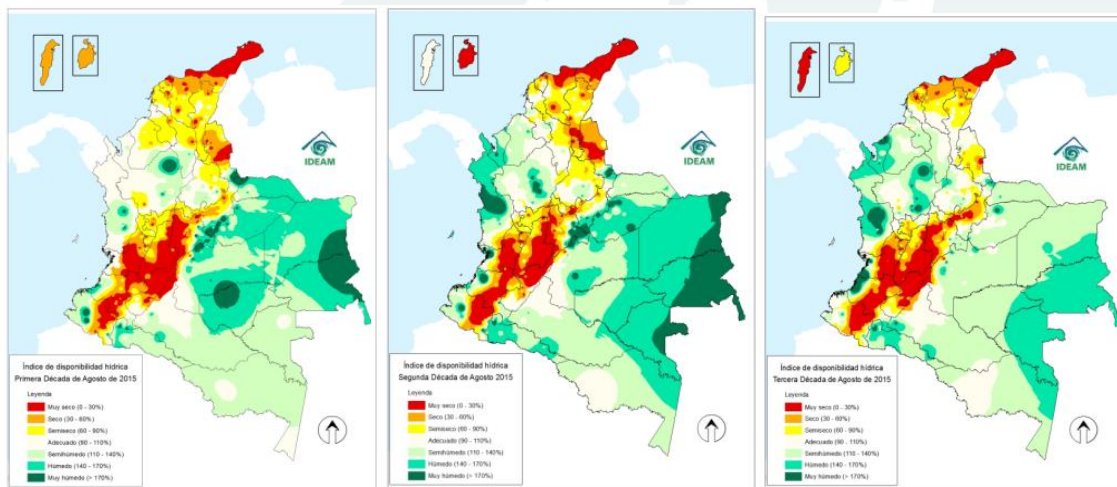 IDEAM
Índice de disponibilidad hídrica
Primera Década de Agosto de 2015
Leyenda
Muy seco (0 - 30%)
Seco (30 - 60%)
Semiseco (60 - 90%)
Adecuado (90 - 110%)
Semihúmedo (110 - 140%)
Húmedo (140 - 170%)
Muy húmedo (> 170%)
IDEAM
Índice de disponibilidad hídrica
Segunda Década de Agosto 2015
Leyenda
Muy seco (0 - 30%)
Seco (30 - 60%)
Semiseco (60 - 90%)
Adecuado (90 - 110%)
Semihúmedo (110 - 140%)
Húmedo (140 - 170%)
Muy húmedo (> 170%)
IDEAM
Índice de disponibilidad hídrica
Tercera Década de Agosto 2015
Leyenda
Muy seco (0 - 30%)
Seco (30 - 60%)
Semiseco (60 - 90%)
Adecuado (90 - 110%)
Semihúmedo (110 - 140%)
Húmedo (140 - 170%)
Muy húmedo (> 170%)